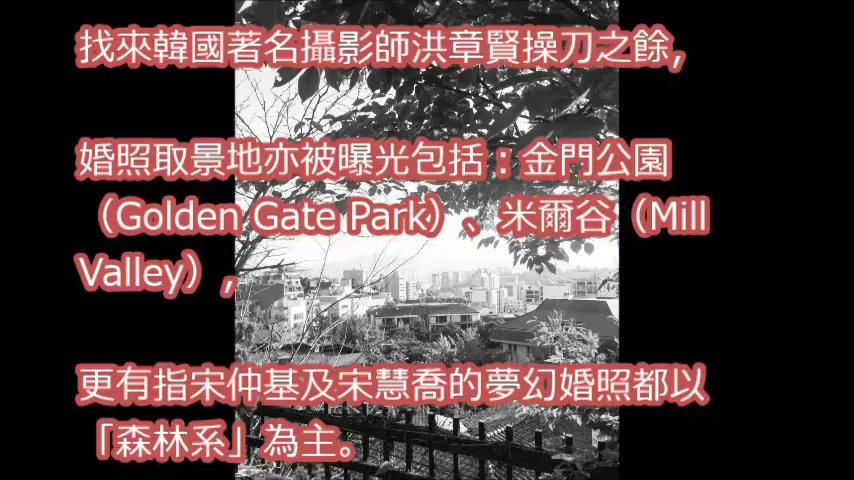 找來韓國著名攝影師洪章賢操刀之餘，
婚照取景地亦被曝光包括：金門公園
（Golden Gate Park）、米爾谷（Mill
Valley），
更有指宋仲基及宋慧喬的夢幻婚照都以
「森林系」為主。